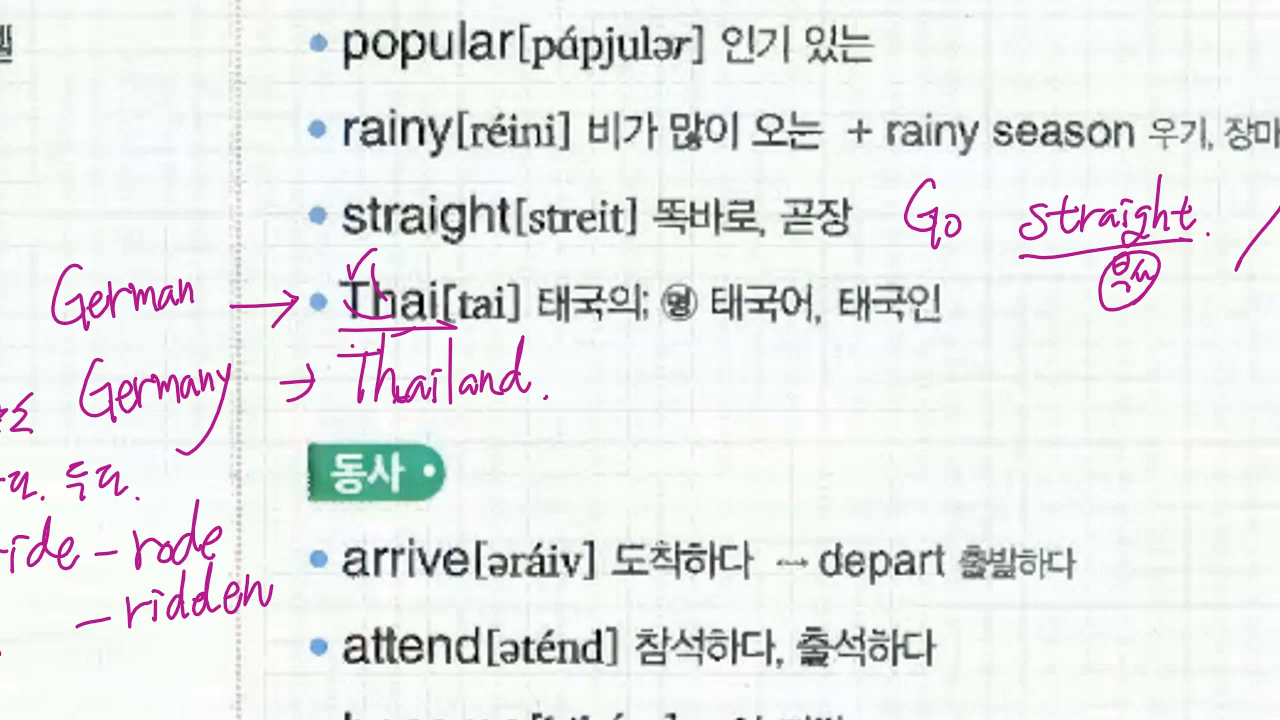 popular[pápjulər] 인기 있는
rainy[réini] 비가 많이 오는 + rainy season 우기, 장마
straight[streit] 똑바로, 곧장 Go straight.
German → Thai[tai] 태국의; 명 태국어, 태국인
Germany → Thailand.
동사
ride - rode
arrive[əráiv] 도착하다 ↔ depart 출발하다
- ridden
attend[əténd] 참석하다, 출석하다